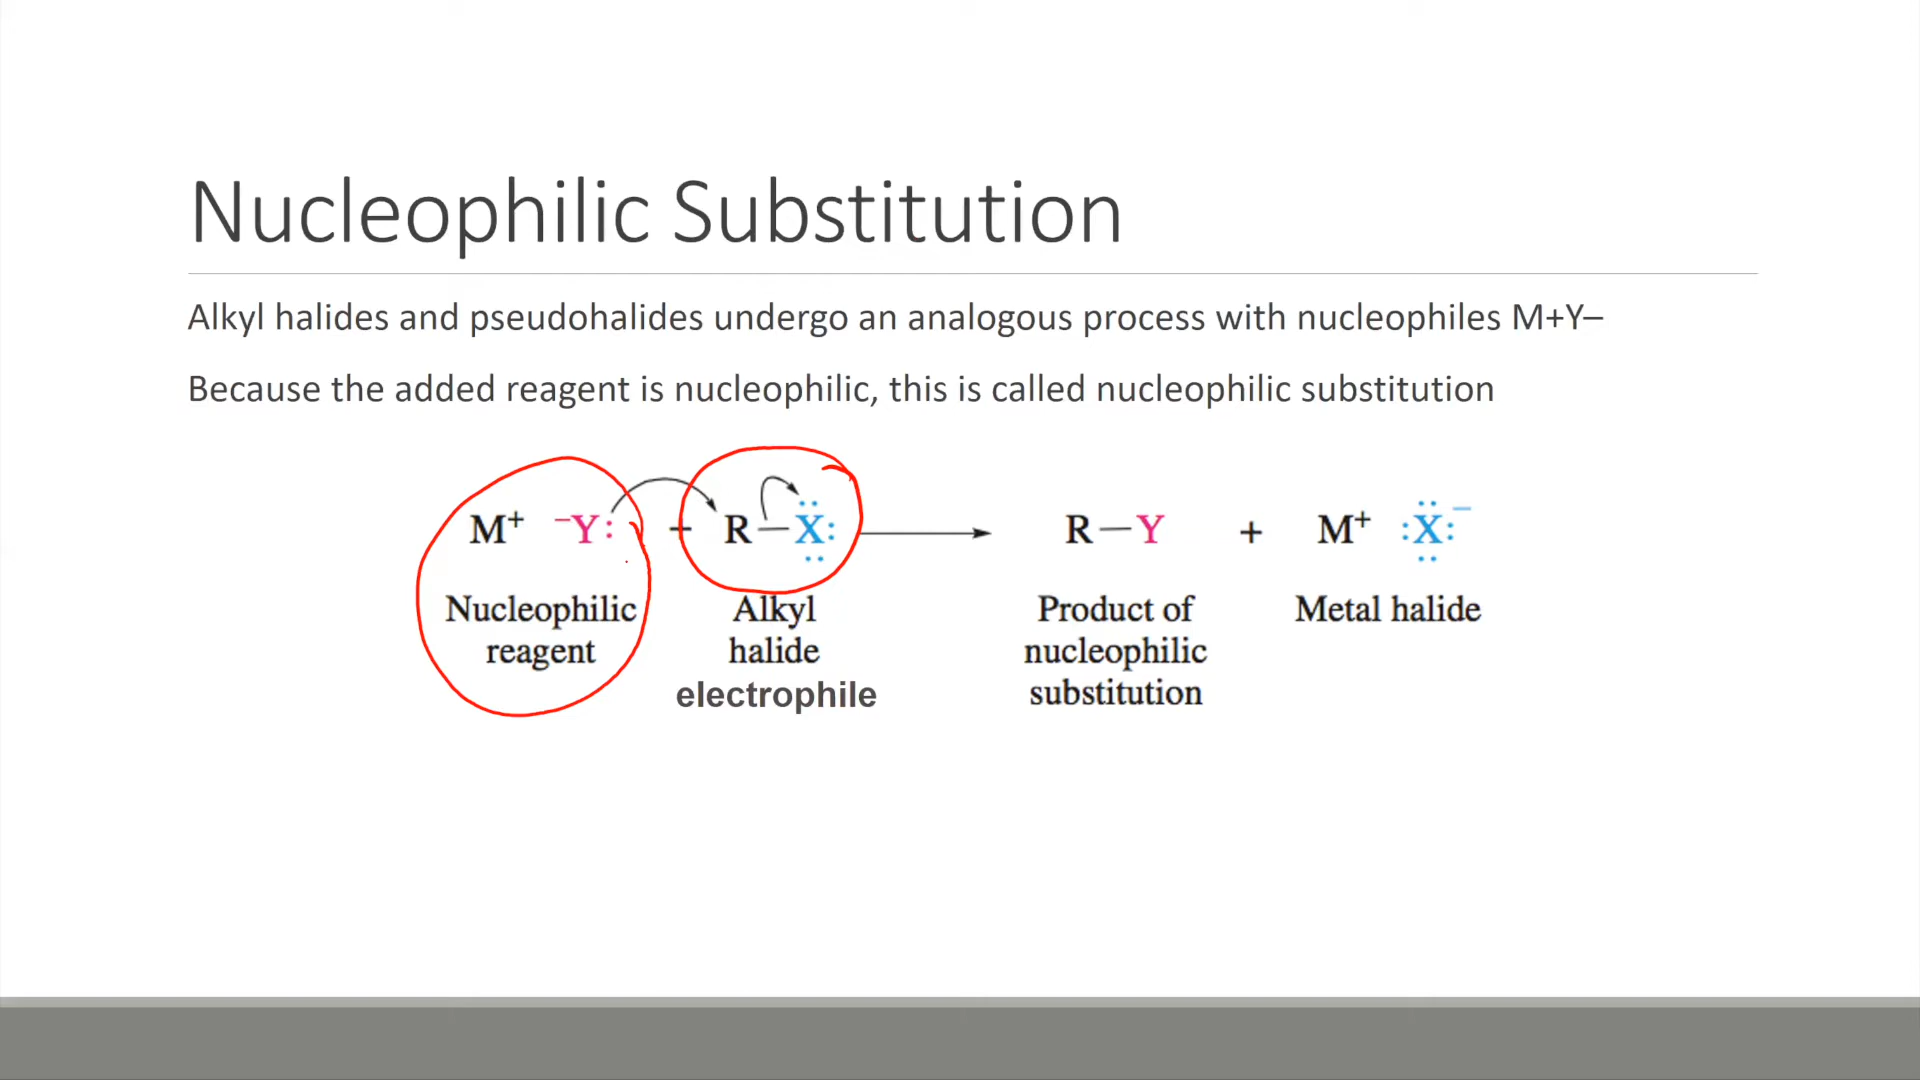 Nucleophilic Substitution
Alkyl halides and pseudohalides undergo an analogous process with nucleophiles M+Y–
Because the added reagent is nucleophilic, this is called nucleophilic substitution
M⁺ ⁻Y: + R—X: → R—Y + M⁺ :X:⁻
Nucleophilic reagent
Alkyl halide
electrophile
Product of nucleophilic substitution
Metal halide